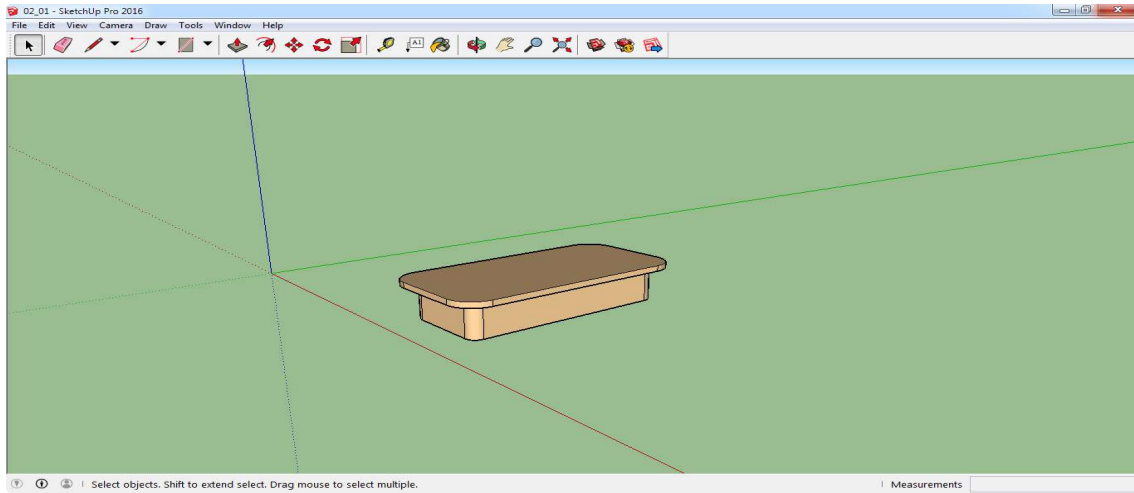 02_01 - SketchUp Pro 2016
File Edit View Camera Draw Tools Window Help
A1
Select objects. Shift to extend select. Drag mouse to select multiple.
Measurements